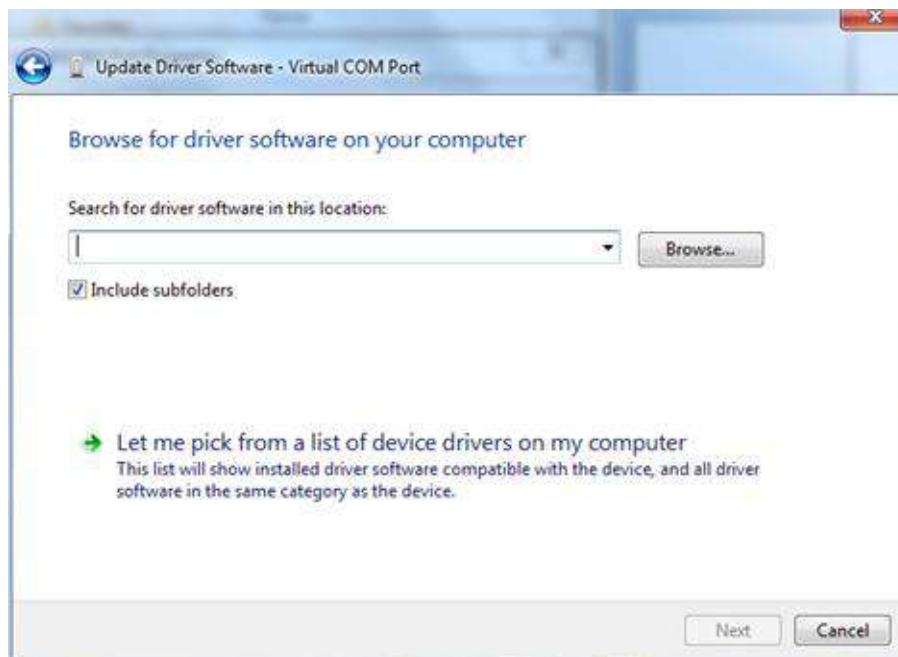 Update Driver Software - Virtual COM Port
Browse for driver software on your computer
Search for driver software in this location:
Browse...
Include subfolders
Let me pick from a list of device drivers on my computer
This list will show installed driver software compatible with the device, and all driver
software in the same category as the device.
Next
Cancel